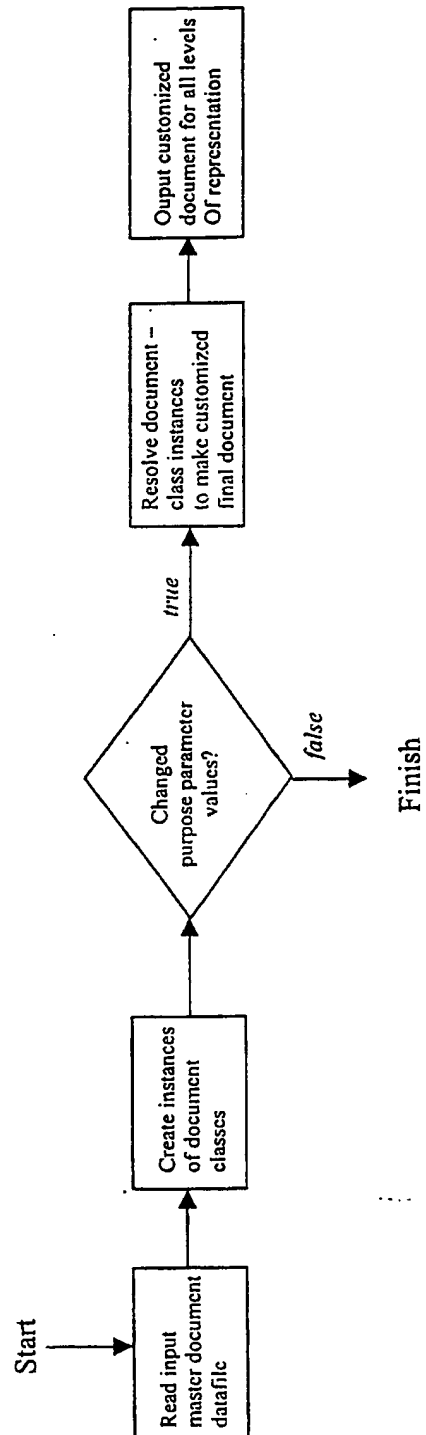 Start
Read input
master document
datafile
Create instances
of document
classes
Changed
purpose parameter
values?
true
false
Finish
Resolve document –
class instances
to make customized
final document
Ouput customized
document for all levels
Of representation